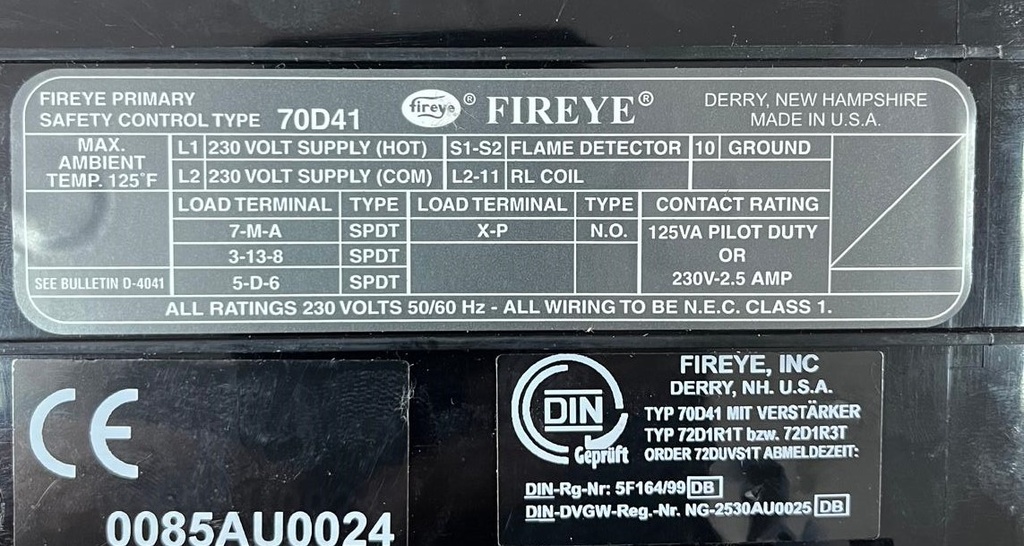 FIREYE PRIMARY
SAFETY CONTROL TYPE 70D41
fireye® FIREYE®
DERRY, NEW HAMPSHIRE
MADE IN U.S.A.
MAX.
AMBIENT
TEMP. 125°F
L1 230 VOLT SUPPLY (HOT) S1-S2 FLAME DETECTOR 10 GROUND
L2 230 VOLT SUPPLY (COM) L2-11 RL COIL
LOAD TERMINAL TYPE LOAD TERMINAL TYPE CONTACT RATING
7-M-A SPDT X-P N.O. 125VA PILOT DUTY
3-13-8 SPDT OR
SEE BULLETIN D-4041 5-D-6 SPDT 230V-2.5 AMP
ALL RATINGS 230 VOLTS 50/60 Hz - ALL WIRING TO BE N.E.C. CLASS 1.
CE
0085AU0024
DIN
Geprüft
FIREYE, INC
DERRY, NH. U.S.A.
TYP 70D41 MIT VERSTÄRKER
TYP 72D1R1T bzw. 72D1R3T
ORDER 72DUVS1T ABMELDEZEIT:
DIN-Rg-Nr: 5F164/99 DB
DIN-DVGW-Reg.-Nr. NG-2530AU0025 DB